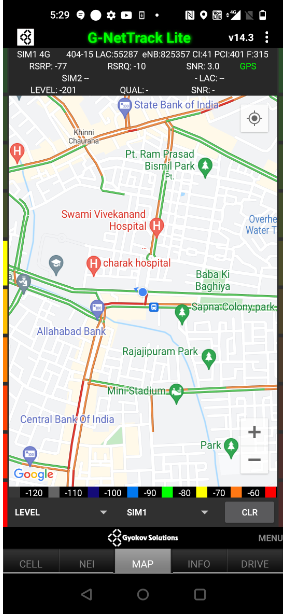 5:29
G-NetTrack Lite v14.3
SIM1 4G 404-15 LAC:55287 eNB:825357 CI:41 PCI:401 F:315
RSRP: -77 RSRQ: -10 SNR: 3.0 GPS
SIM2 -- - LAC: --
LEVEL: -201 QUAL: - SNR: -
State Bank of India
Khinni
Chauraha
Pt. Ram Prasad
Bismil Park
Pt.
Swami Vivekanand
Hospital
Overhe
Water T
charak hospital
Baba Ki
Baghiya
Sapna Colony park
Allahabad Bank
Rajajipuram Park
Mini Stadium
Central Bank Of India
Park
+
−
Google
-120 -110 -100 -90 -80 -70 -60
LEVEL SIM1 CLR
Gyokov Solutions MENU
CELL NEI MAP INFO DRIVE